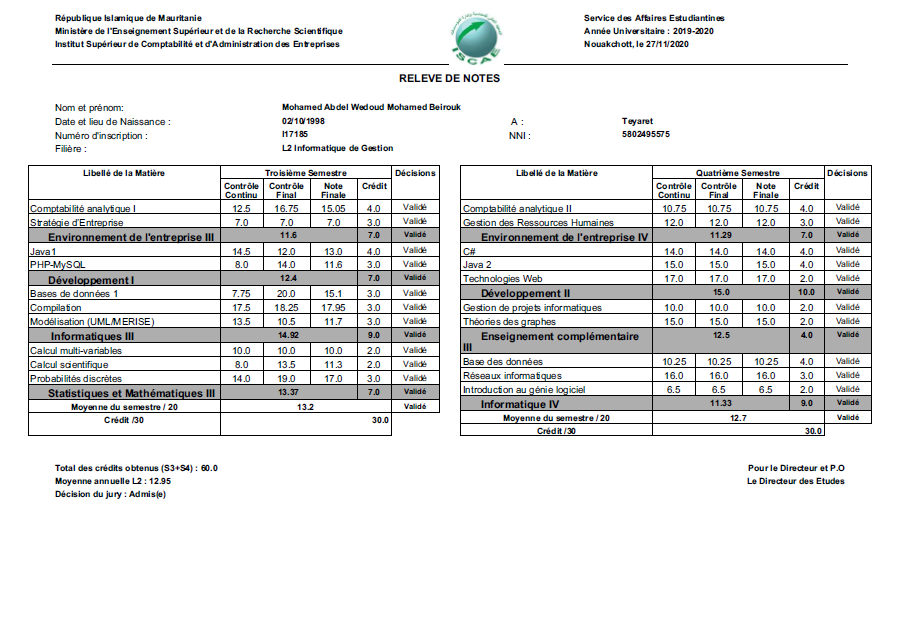 République Islamique de Mauritanie
Ministère de l'Enseignement Supérieur et de la Recherche Scientifique
Institut Supérieur de Comptabilité et d'Administration des Entreprises
ISCAE
Service des Affaires Estudiantines
Année Universitaire : 2019-2020
Nouakchott, le 27/11/2020
RELEVE DE NOTES
Nom et prénom: Mohamed Abdel Wedoud Mohamed Beirouk
Date et lieu de Naissance : 02/10/1998 A : Teyaret
Numéro d'inscription : I17185 NNI : 5802495575
Filière : L2 Informatique de Gestion
Libellé de la Matière Troisième Semestre Décisions
Contrôle Continu Contrôle Final Note Finale Crédit
Comptabilité analytique I 12.5 16.75 15.05 4.0 Validé
Stratégie d'Entreprise 7.0 7.0 7.0 3.0 Validé
Environnement de l'entreprise III 11.6 7.0 Validé
Java1 14.5 12.0 13.0 4.0 Validé
PHP-MySQL 8.0 14.0 11.6 3.0 Validé
Développement I 12.4 7.0 Validé
Bases de données 1 7.75 20.0 15.1 3.0 Validé
Compilation 17.5 18.25 17.95 3.0 Validé
Modélisation (UML/MERISE) 13.5 10.5 11.7 3.0 Validé
Informatiques III 14.92 9.0 Validé
Calcul multi-variables 10.0 10.0 10.0 2.0 Validé
Calcul scientifique 8.0 13.5 11.3 2.0 Validé
Probabilités discrètes 14.0 19.0 17.0 3.0 Validé
Statistiques et Mathématiques III 13.37 7.0 Validé
Moyenne du semestre / 20 13.2 Validé
Crédit /30 30.0
Libellé de la Matière Quatrième Semestre Décisions
Contrôle Continu Contrôle Final Note Finale Crédit
Comptabilité analytique II 10.75 10.75 10.75 4.0 Validé
Gestion des Ressources Humaines 12.0 12.0 12.0 3.0 Validé
Environnement de l'entreprise IV 11.29 7.0 Validé
C# 14.0 14.0 14.0 4.0 Validé
Java 2 15.0 15.0 15.0 4.0 Validé
Technologies Web 17.0 17.0 17.0 2.0 Validé
Développement II 15.0 10.0 Validé
Gestion de projets informatiques 10.0 10.0 10.0 2.0 Validé
Théories des graphes 15.0 15.0 15.0 2.0 Validé
Enseignement complémentaire 12.5 4.0 Validé
III
Base des données 10.25 10.25 10.25 4.0 Validé
Réseaux informatiques 16.0 16.0 16.0 3.0 Validé
Introduction au génie logiciel 6.5 6.5 6.5 2.0 Validé
Informatique IV 11.33 9.0 Validé
Moyenne du semestre / 20 12.7 Validé
Crédit /30 30.0
Total des crédits obtenus (S3+S4) : 60.0
Moyenne annuelle L2 : 12.95
Décision du jury : Admis(e)
Pour le Directeur et P.O
Le Directeur des Etudes